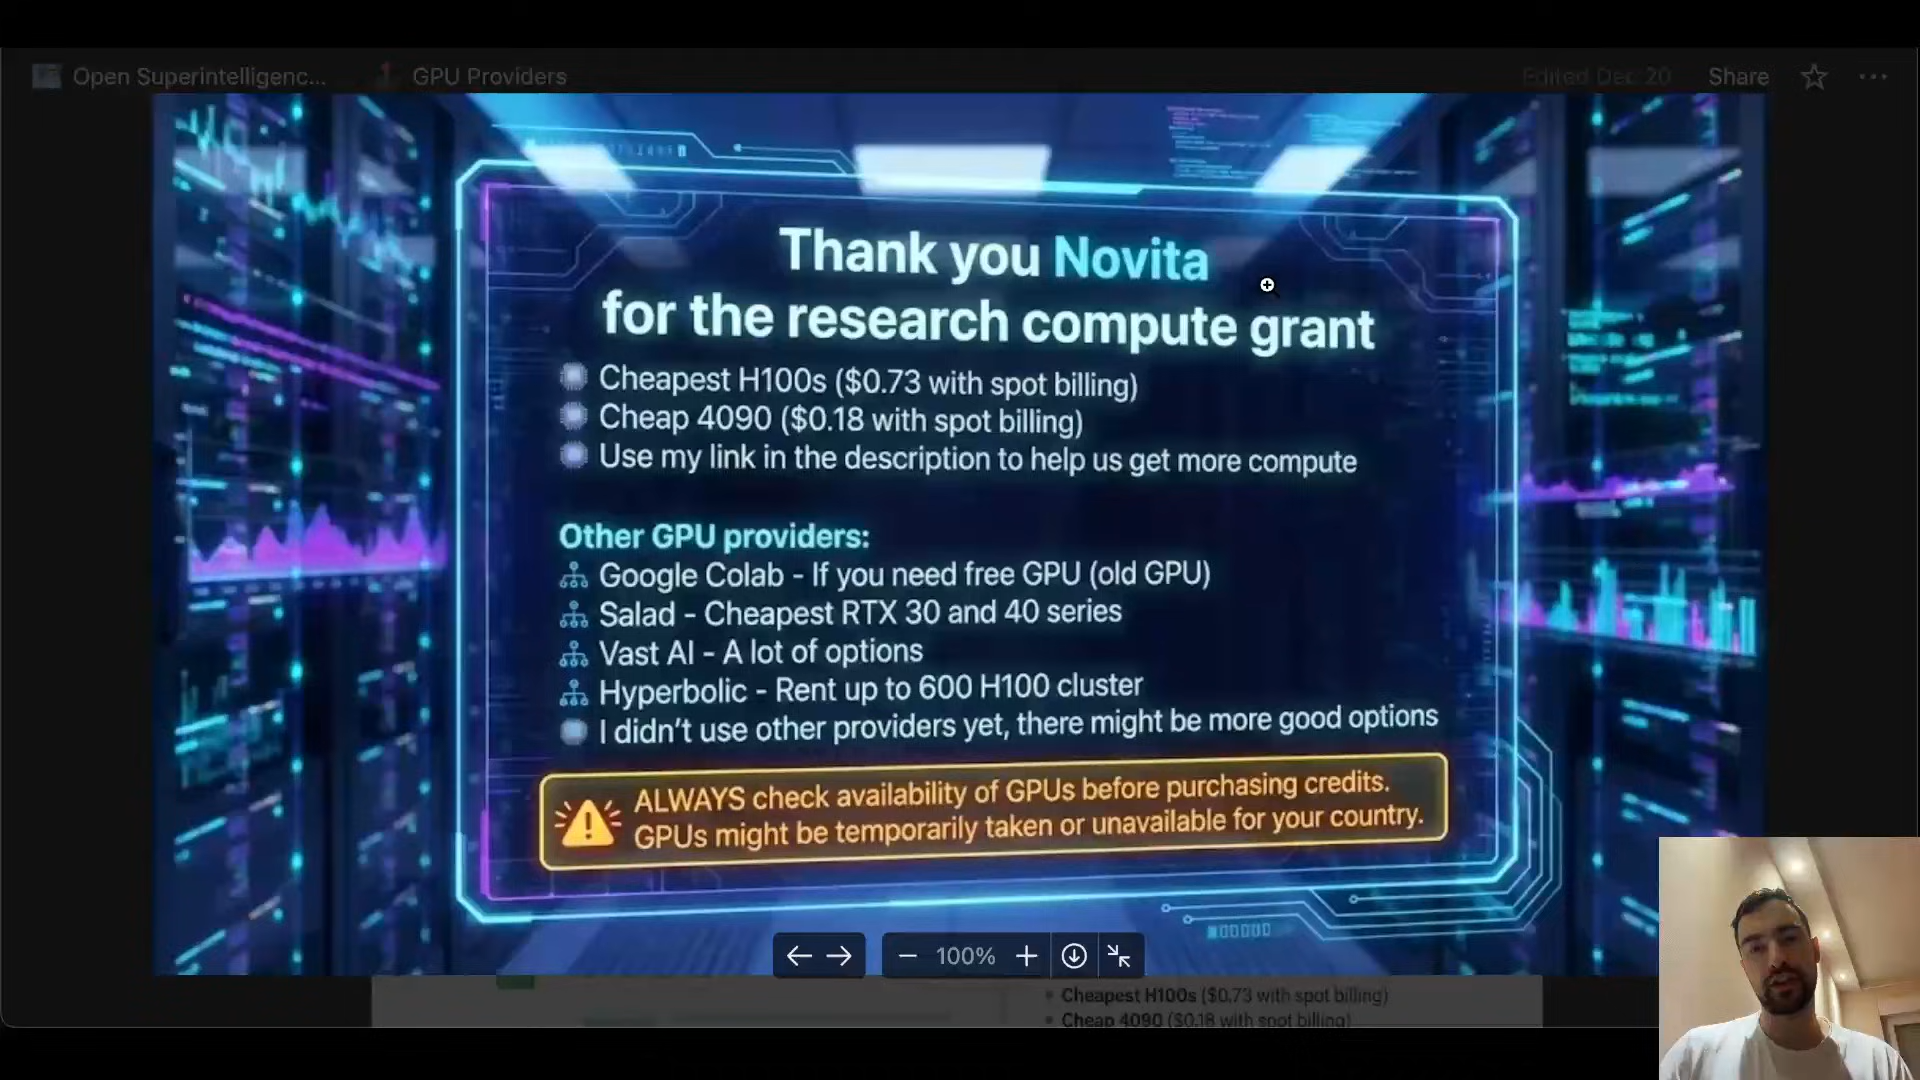 Open Superintelligenc... GPU Providers Edited Dec 20 Share
Thank you Novita
for the research compute grant
Cheapest H100s ($0.73 with spot billing)
Cheap 4090 ($0.18 with spot billing)
Use my link in the description to help us get more compute
Other GPU providers:
Google Colab - If you need free GPU (old GPU)
Salad - Cheapest RTX 30 and 40 series
Vast AI - A lot of options
Hyperbolic - Rent up to 600 H100 cluster
I didn't use other providers yet, there might be more good options
ALWAYS check availability of GPUs before purchasing credits.
GPUs might be temporarily taken or unavailable for your country.
100%
Cheapest H100s ($0.73 with spot billing)
Cheap 4090 ($0.18 with spot billing)